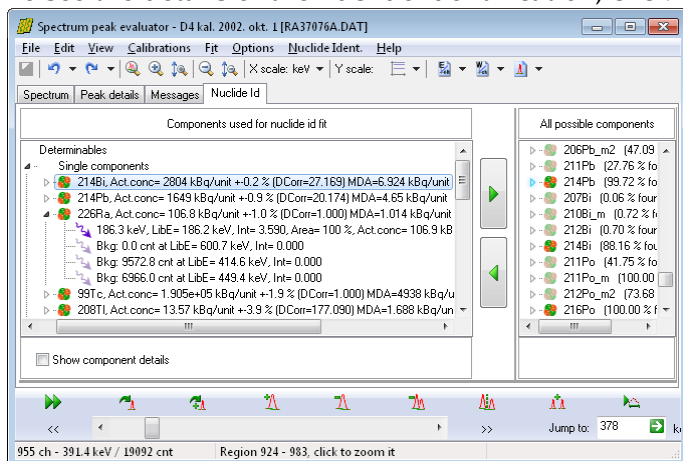 Spectrum peak evaluator - D4 kal. 2002. okt. 1 [RA37076A.DAT]
File Edit View Calibrations Fit Options Nuclide Ident. Help
X scale: keV Y scale:
Spectrum Peak details Messages Nuclide Id
Components used for nuclide id fit
All possible components
Determinables
Single components
214Bi, Act.conc= 2804 kBq/unit +-0.2 % (DCorr=27.169) MDA=6.924 kBq/unit
214Pb, Act.conc= 1649 kBq/unit +-0.9 % (DCorr=20.174) MDA=4.65 kBq/unit
226Ra, Act.conc= 106.8 kBq/unit +-1.0 % (DCorr=1.000) MDA=1.014 kBq/unit
186.3 keV, LibE= 186.2 keV, Int= 3.590, Area= 100 %, Act.conc= 106.9 kB
Bkg: 0.0 cnt at LibE= 600.7 keV, Int= 0.000
Bkg: 9572.8 cnt at LibE= 414.6 keV, Int= 0.000
Bkg: 6966.0 cnt at LibE= 449.4 keV, Int= 0.000
99Tc, Act.conc= 1.905e+05 kBq/unit +-1.9 % (DCorr=1.000) MDA=4938 kBq/u
208Tl, Act.conc= 13.57 kBq/unit +-3.9 % (DCorr=177.090) MDA=1.688 kBq/un
206Pb_m2 (47.09
211Pb (27.76 % fo
214Pb (99.72 % fo
207Bi (0.06 % four
210Bi_m (0.72 % f
212Bi (0.70 % foun
214Bi (88.16 % fou
211Po (41.75 % fo
211Po_m (100.00
212Po_m2 (73.68
216Po (100.00 % f
Show component details
<< >> Jump to: 378
955 ch - 391.4 keV / 19092 cnt Region 924 - 983, click to zoom it